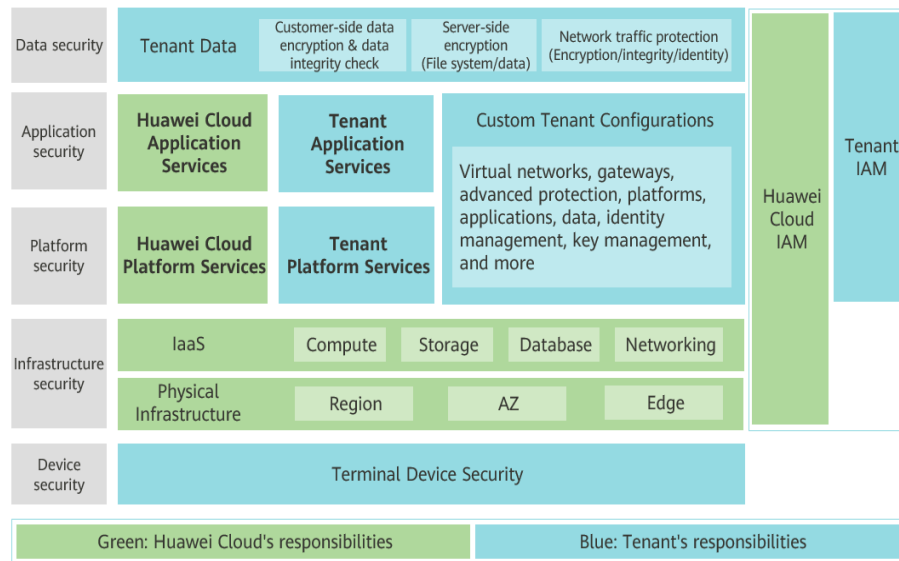 Data security
Tenant Data
Customer-side data
encryption & data
integrity check
Server-side
encryption
(File system/data)
Network traffic protection
(Encryption/integrity/identity)
Application
security
Huawei Cloud
Application
Services
Tenant
Application
Services
Custom Tenant Configurations
Virtual networks, gateways,
advanced protection, platforms,
applications, data, identity
management, key management,
and more
Platform
security
Huawei Cloud
Platform Services
Tenant
Platform Services
Huawei
Cloud
IAM
Tenant
IAM
Infrastructure
security
IaaS
Compute
Storage
Database
Networking
Physical
Infrastructure
Region
AZ
Edge
Device
security
Terminal Device Security
Green: Huawei Cloud's responsibilities
Blue: Tenant's responsibilities